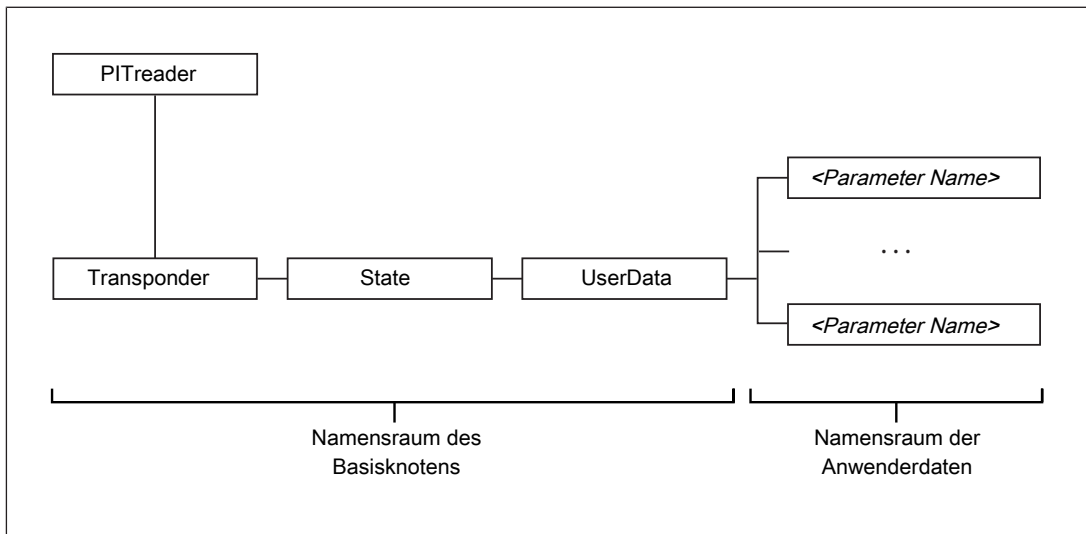 PITreader
<Parameter Name>
. . .
Transponder
State
UserData
<Parameter Name>
Namensraum des
Basisknotens
Namensraum der
Anwenderdaten